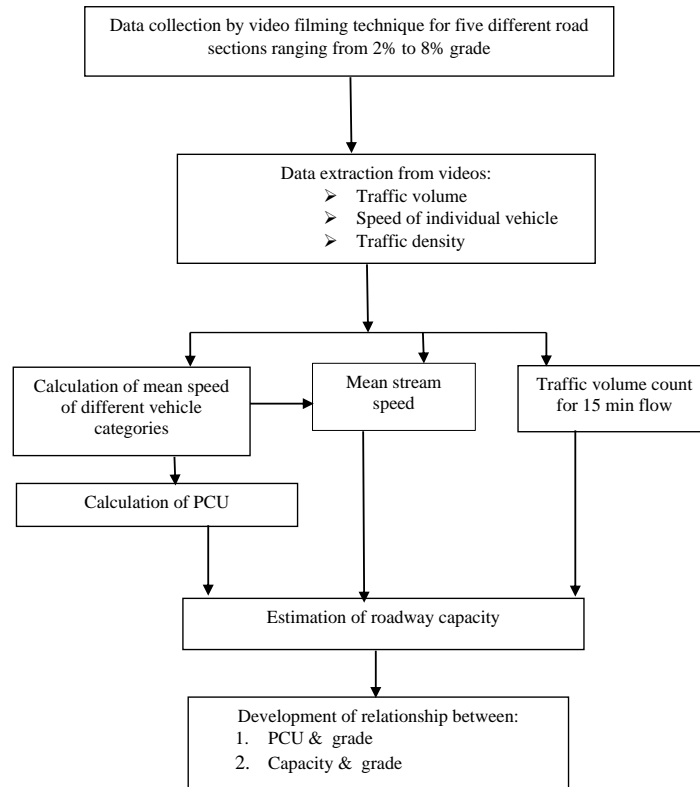 Data collection by video filming technique for five different road
sections ranging from 2% to 8% grade
Data extraction from videos:
➢ Traffic volume
➢ Speed of individual vehicle
➢ Traffic density
Calculation of mean speed
of different vehicle
categories
Mean stream
speed
Traffic volume count
for 15 min flow
Calculation of PCU
Estimation of roadway capacity
Development of relationship between:
1. PCU & grade
2. Capacity & grade